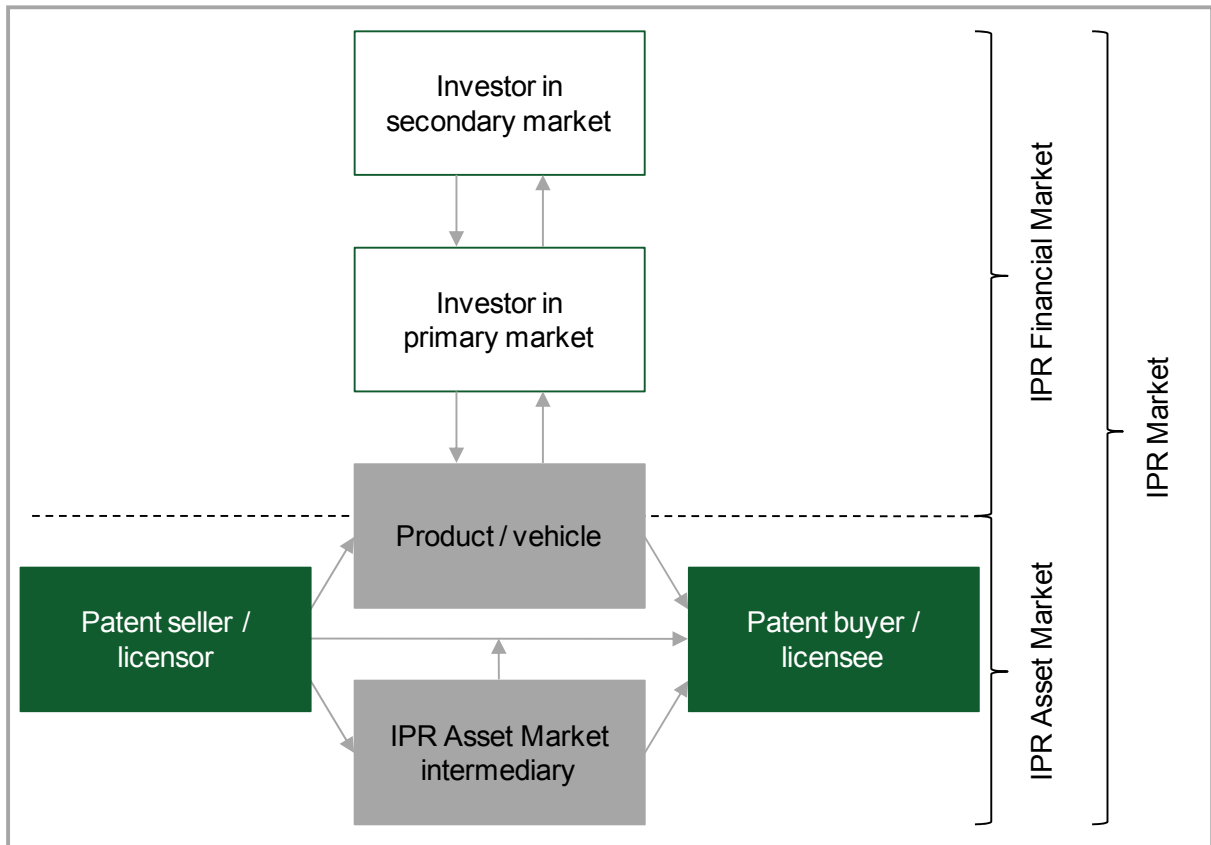 Investor in
secondary market
Investor in
primary market
Product / vehicle
Patent seller /
licensor
Patent buyer /
licensee
IPR Asset Market
intermediary
IPR Financial Market
IPR Asset Market
IPR Market